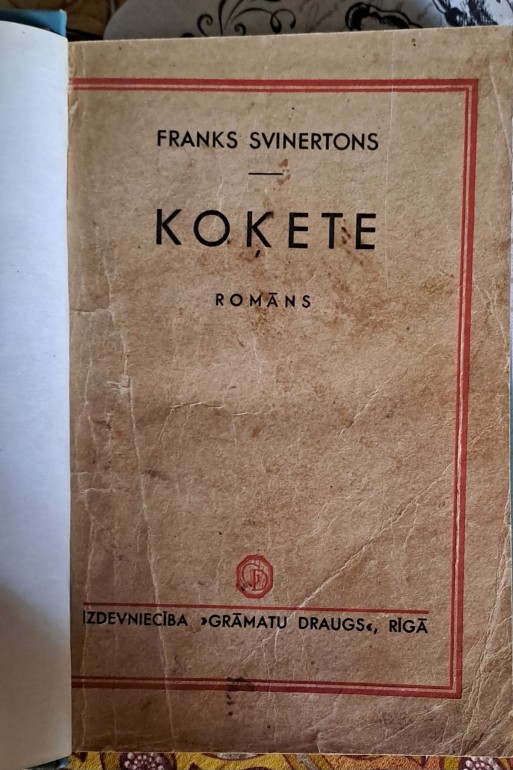 FRANKS SVINERTONS
KOĶETE
ROMĀNS
IZDEVNIECĪBA »GRĀMATU DRAUGS«, RĪGĀ